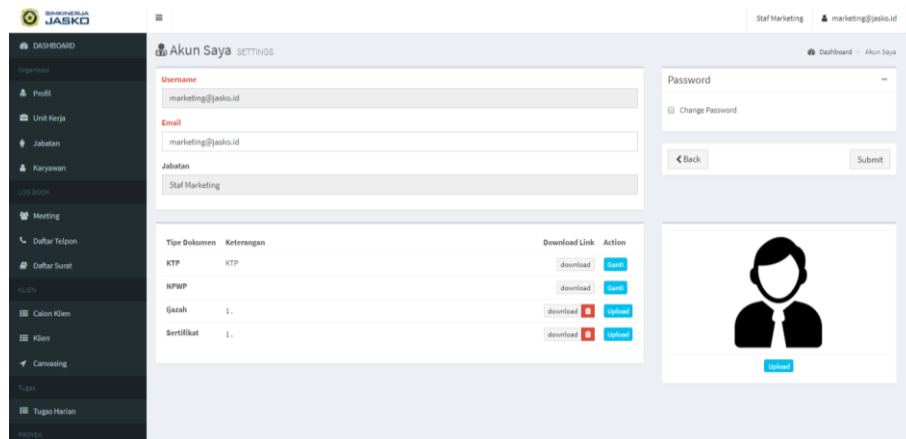 SIMKINERJA
JASKO
Staf Marketing
marketing@jasko.id
DASHBOARD
Organisasi
Profil
Unit Kerja
Jabatan
Karyawan
LOG BOOK
Meeting
Daftar Telpon
Daftar Surat
KLIEN
Calon Klien
Klien
Canvasing
Tugas
Tugas Harian
PROYEK
Akun Saya SETTINGS
Dashboard > Akun Saya
Username
marketing@jasko.id
Email
marketing@jasko.id
Jabatan
Staf Marketing
Password
Change Password
Back Submit
Tipe Dokumen Keterangan Download Link Action
KTP KTP download Ganti
NPWP download Ganti
Ijazah 1. download Upload
Sertifikat 1. download Upload
Upload